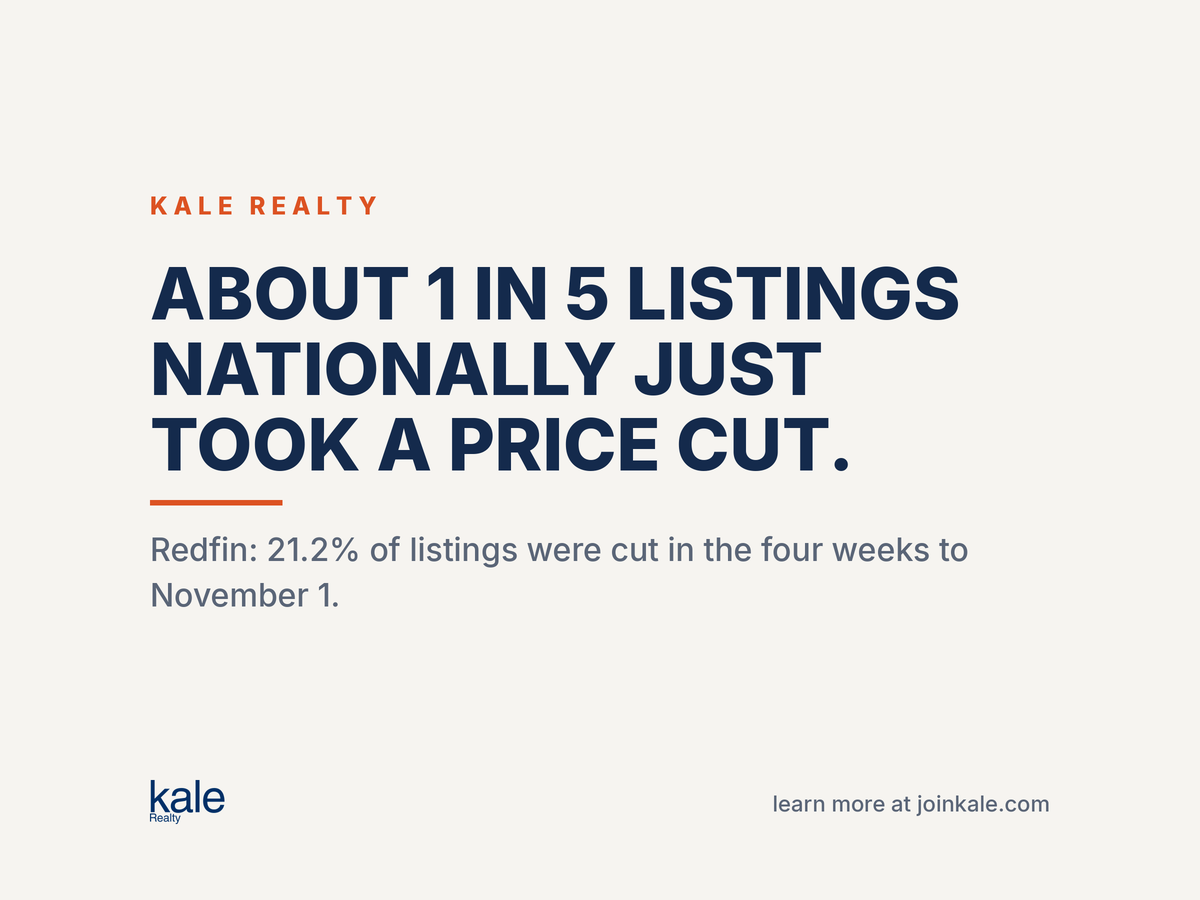 KALE REALTY
ABOUT 1 IN 5 LISTINGS
NATIONALLY JUST
TOOK A PRICE CUT.
Redfin: 21.2% of listings were cut in the four weeks to
November 1.
kale
Realty
learn more at joinkale.com